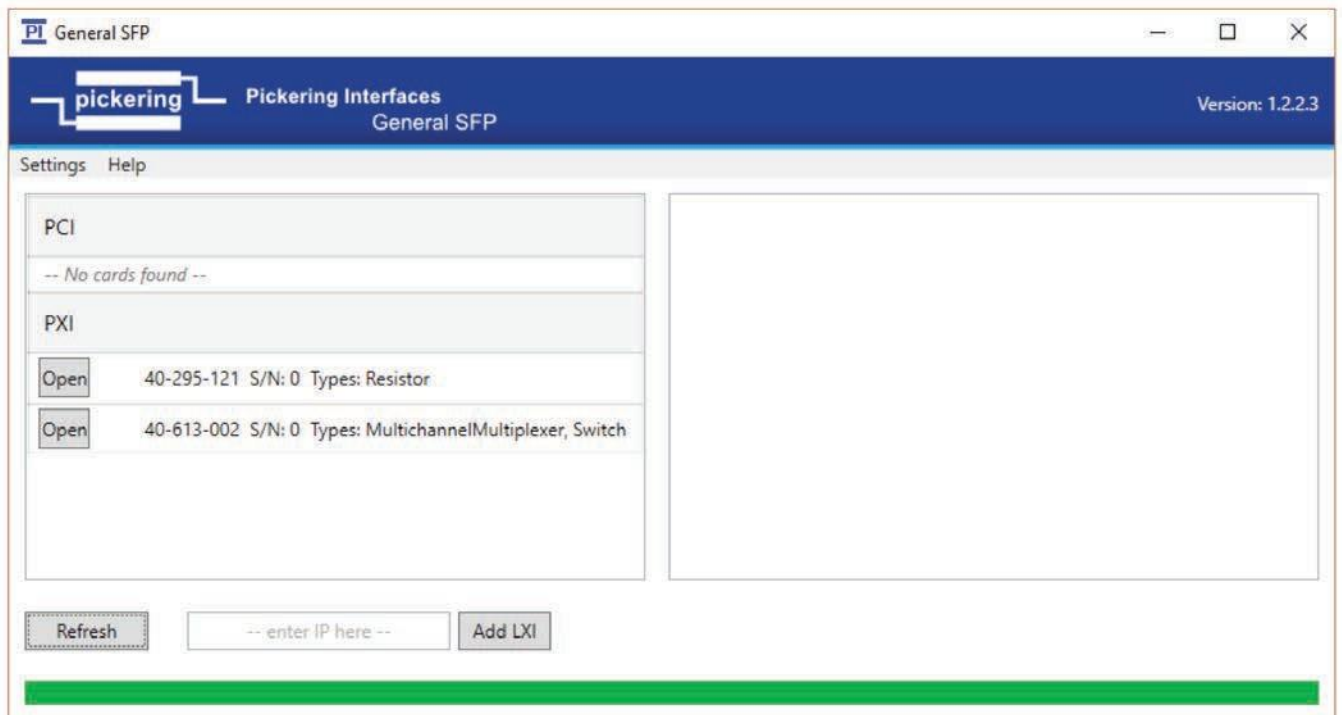 PI General SFP
pickering
Pickering Interfaces
General SFP
Version: 1.2.2.3
Settings Help
PCI
-- No cards found --
PXI
Open 40-295-121 S/N: 0 Types: Resistor
Open 40-613-002 S/N: 0 Types: MultichannelMultiplexer, Switch
Refresh -- enter IP here -- Add LXI